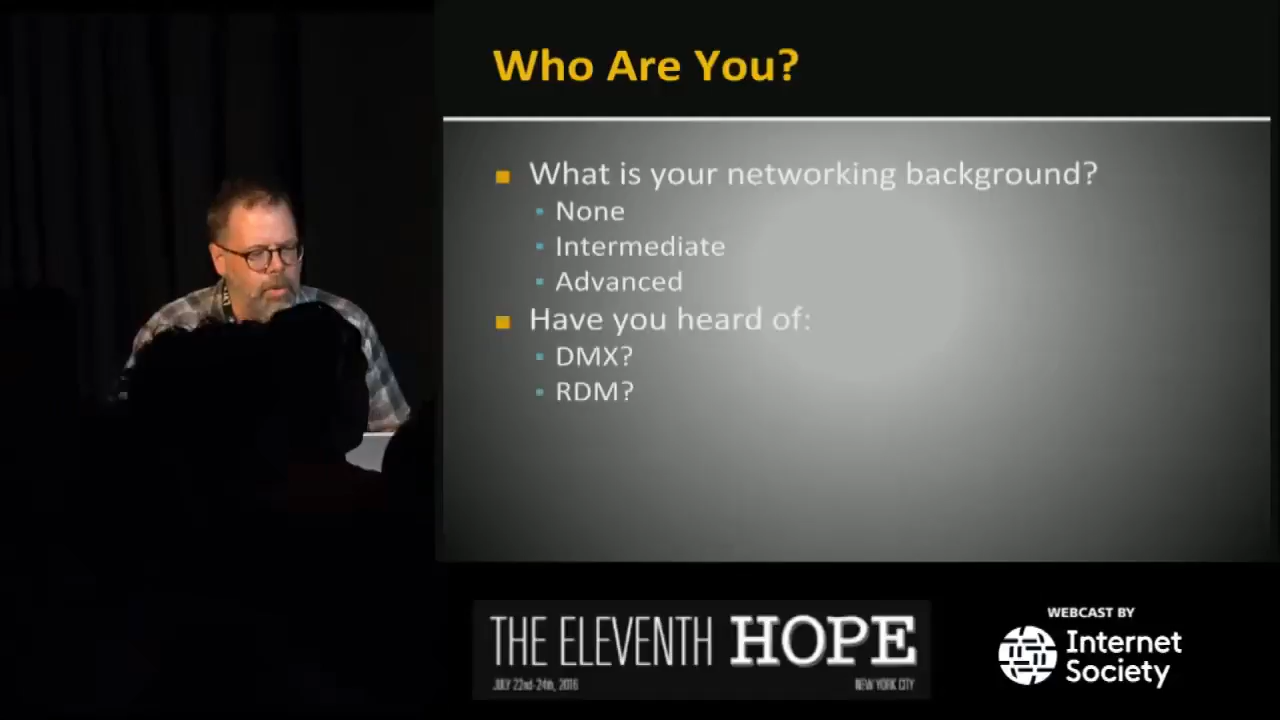 Who Are You?
What is your networking background?
None
Intermediate
Advanced
Have you heard of:
DMX?
RDM?
THE ELEVENTH HOPE
JULY 22nd-24th, 2016
NEW YORK CITY
WEBCAST BY
Internet
Society